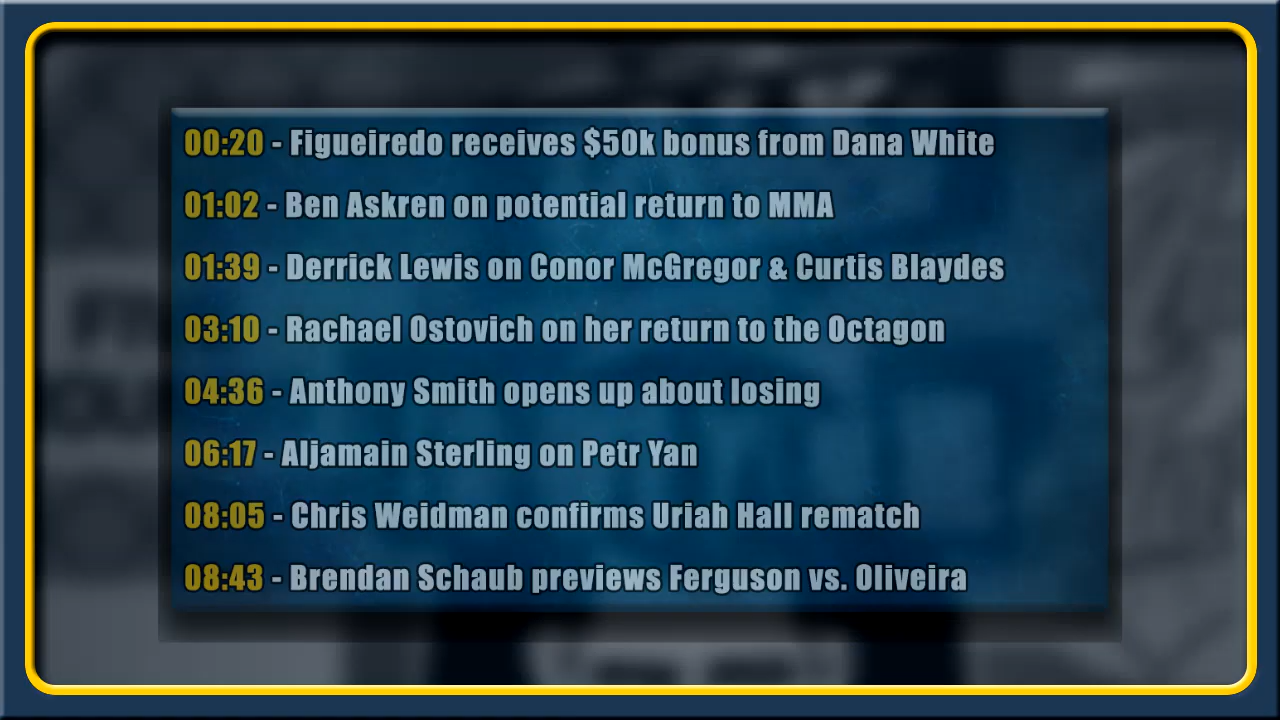 00:20 - Figueiredo receives $50k bonus from Dana White
01:02 - Ben Askren on potential return to MMA
01:39 - Derrick Lewis on Conor McGregor & Curtis Blaydes
03:10 - Rachael Ostovich on her return to the Octagon
04:36 - Anthony Smith opens up about losing
06:17 - Aljamain Sterling on Petr Yan
08:05 - Chris Weidman confirms Uriah Hall rematch
08:43 - Brendan Schaub previews Ferguson vs. Oliveira